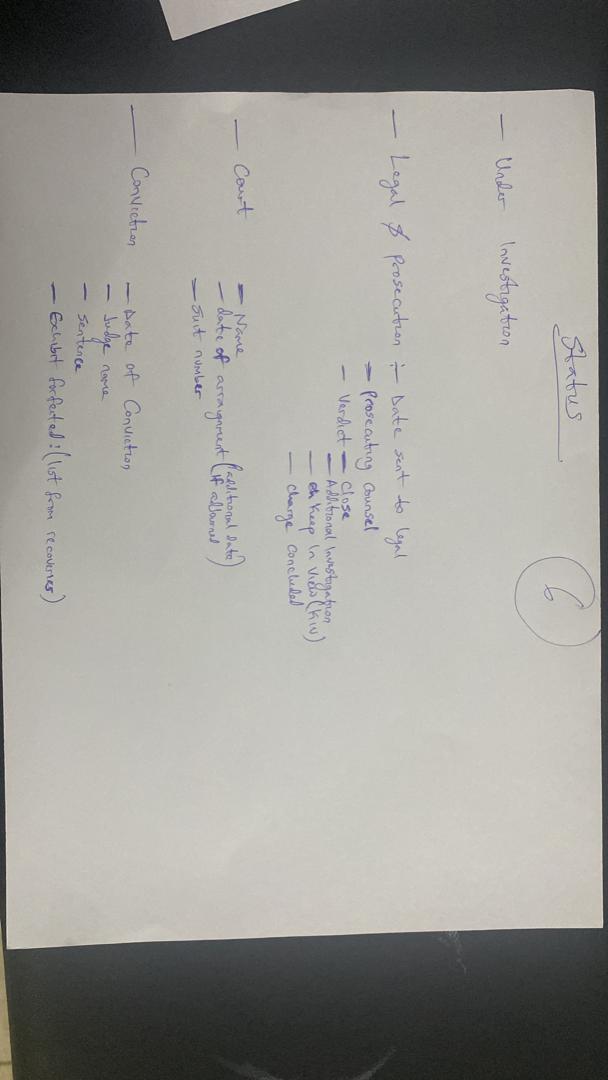 Status
6
— Under Investigation
— Legal $ prosecution :— Date sent to legal
— Prosecuting Counsel
— Verdict — Close
— Additional Investigation
— Keep In View (KIV)
— Charge Concluded
— Court — Name
— date of arraignment (additional date
If adjourned)
— Suit number
— Conviction — Date of Conviction
— Judge name
— Sentence
— Exhibit forfeited : (list from recoveries)